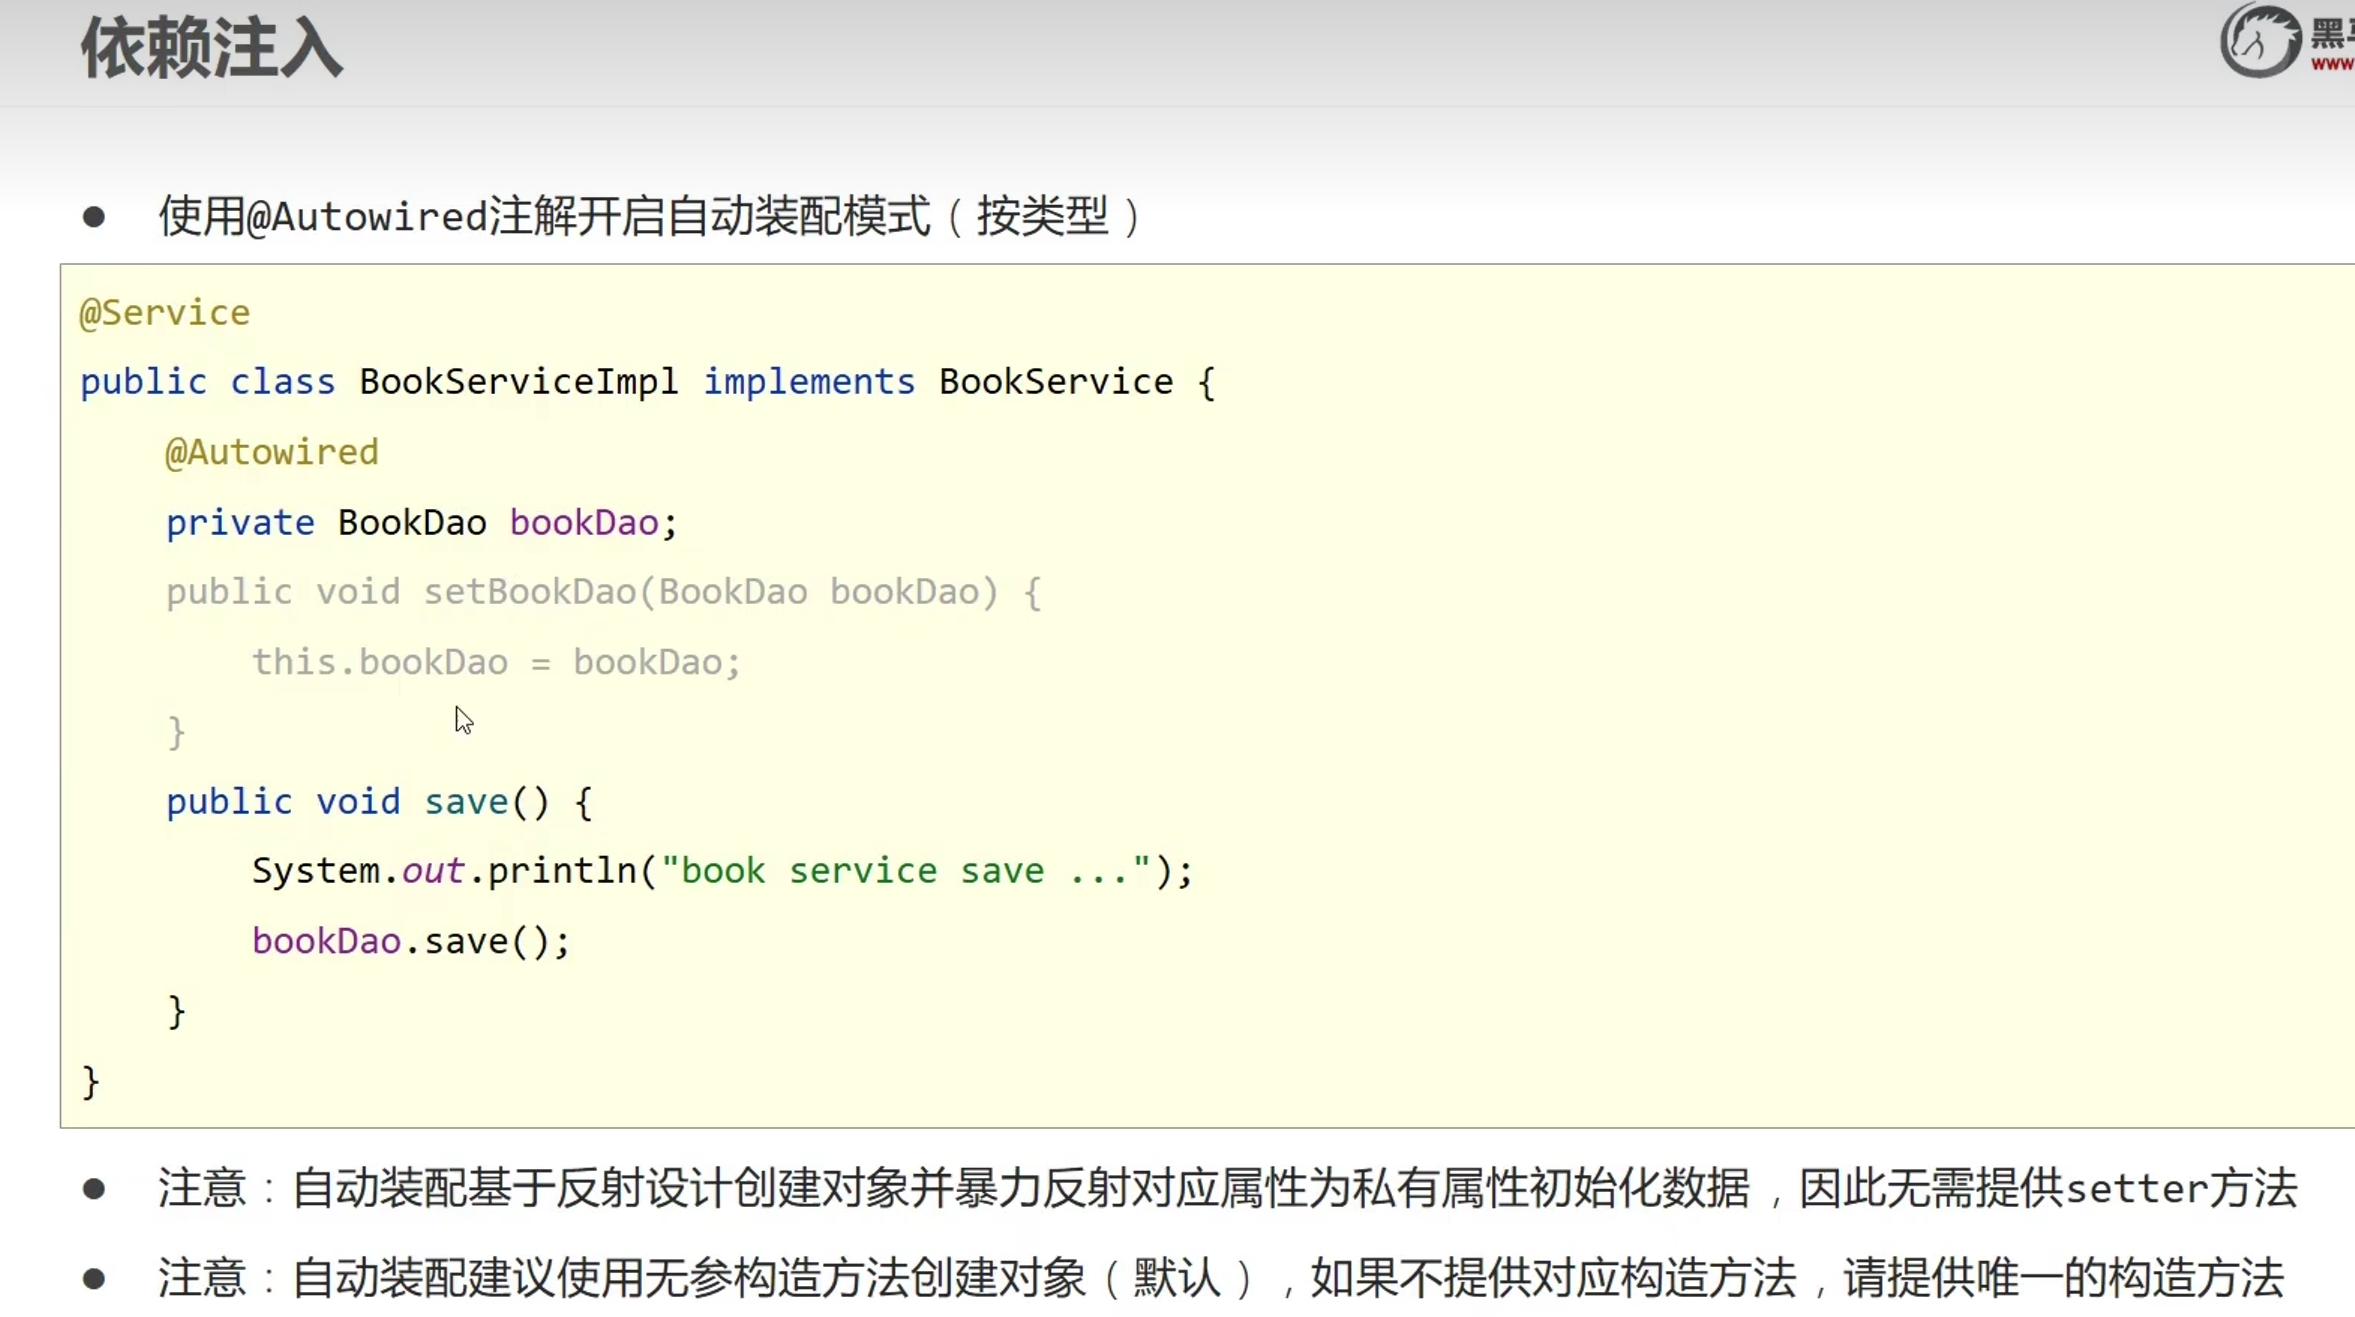 依赖注入
黑
www
● 使用@Autowired注解开启自动装配模式（按类型）
@Service
public class BookServiceImpl implements BookService {
@Autowired
private BookDao bookDao;
public void setBookDao(BookDao bookDao) {
this.bookDao = bookDao;
}
public void save() {
System.out.println("book service save ...");
bookDao.save();
}
}
● 注意：自动装配基于反射设计创建对象并暴力反射对应属性为私有属性初始化数据，因此无需提供setter方法
● 注意：自动装配建议使用无参构造方法创建对象（默认），如果不提供对应构造方法，请提供唯一的构造方法